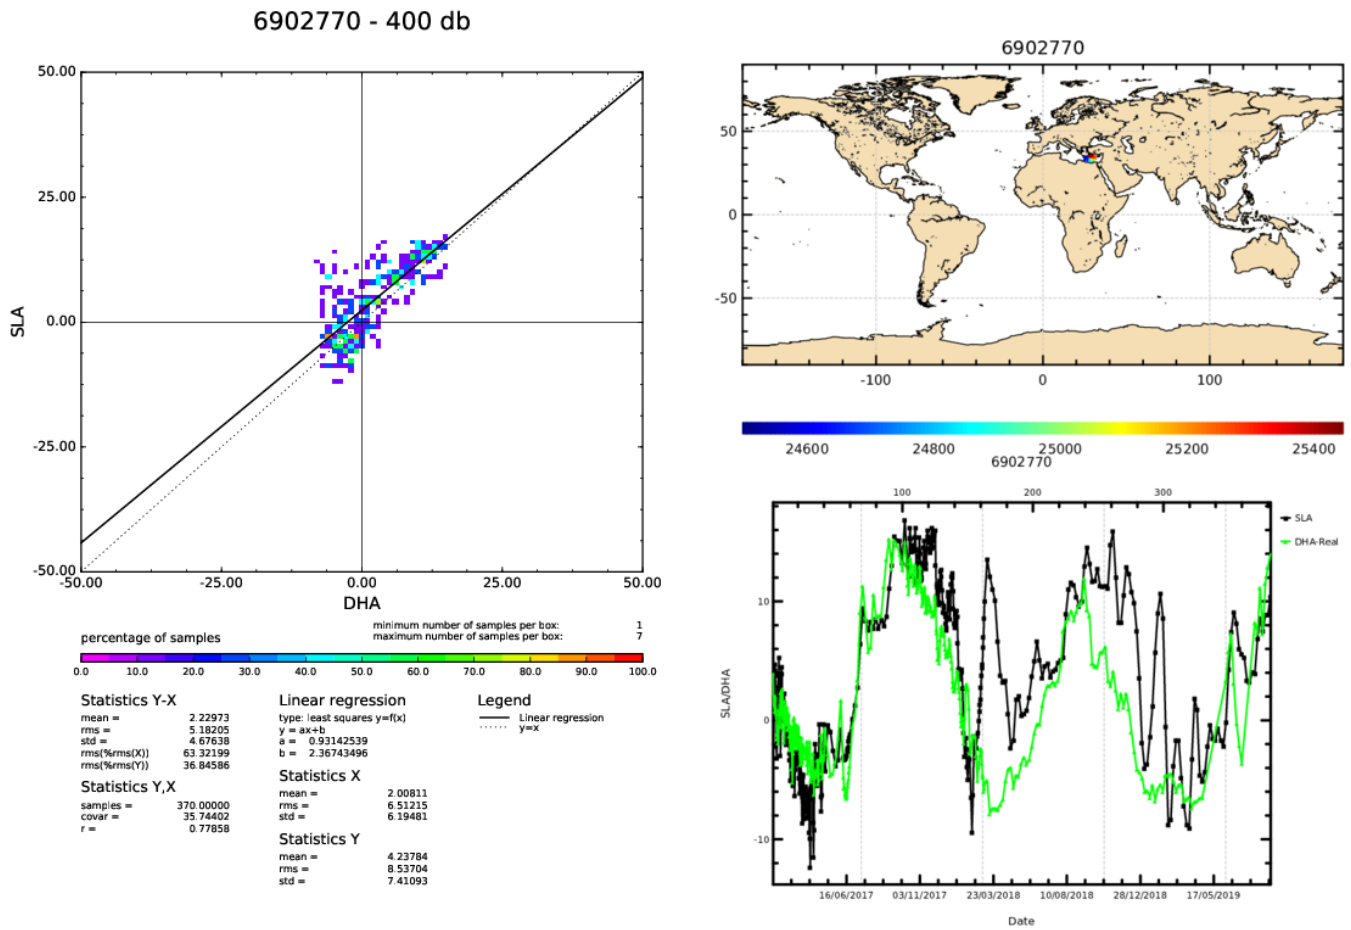 6902770 - 400 db
50.00
25.00
0.00
-25.00
-50.00
SLA
-50.00 -25.00 0.00 25.00 50.00
DHA
minimum number of samples per box: 1
maximum number of samples per box: 7
percentage of samples
0.0 10.0 20.0 30.0 40.0 50.0 60.0 70.0 80.0 90.0 100.0
Statistics Y-X
mean = 2.22973
rms = 5.18205
std = 4.67638
rms(%rms(X)) 63.32199
rms(%rms(Y)) 36.84586
Statistics Y,X
samples = 370.00000
covar = 35.74402
r = 0.77858
Linear regression
type: least squares y=f(x)
y = ax+b
a = 0.93142539
b = 2.36743496
Statistics X
mean = 2.00811
rms = 6.51215
std = 6.19481
Statistics Y
mean = 4.23784
rms = 8.53704
std = 7.41093
Legend
Linear regression
y=x
6902770
50
0
-50
-100 0 100
24600 24800 25000 25200 25400
6902770
100 200 300
10
0
-10
SLA/DHA
SLA
DHA-Real
16/06/2017 03/11/2017 23/03/2018 10/08/2018 28/12/2018 17/05/2019
Date